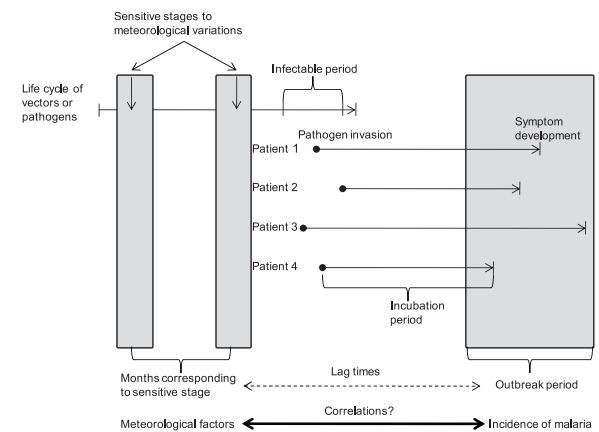 Sensitive stages to
meteorological variations
Infectable period
Life cycle of
vectors or
pathogens
Symptom
development
Pathogen invasion
Patient 1
Patient 2
Patient 3
Patient 4
Incubation
period
Lag times
Months corresponding
to sensitive stage
Outbreak period
Correlations?
Meteorological factors
Incidence of malaria